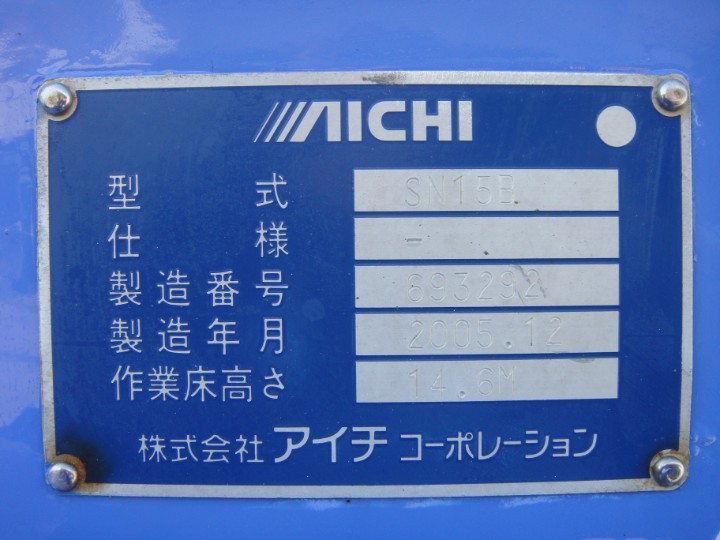 AICHI
型式 SN15B
仕様 -
製造番号 693292
製造年月 2005.12
作業床高さ 14.6M
株式会社 アイチ コーポレーション